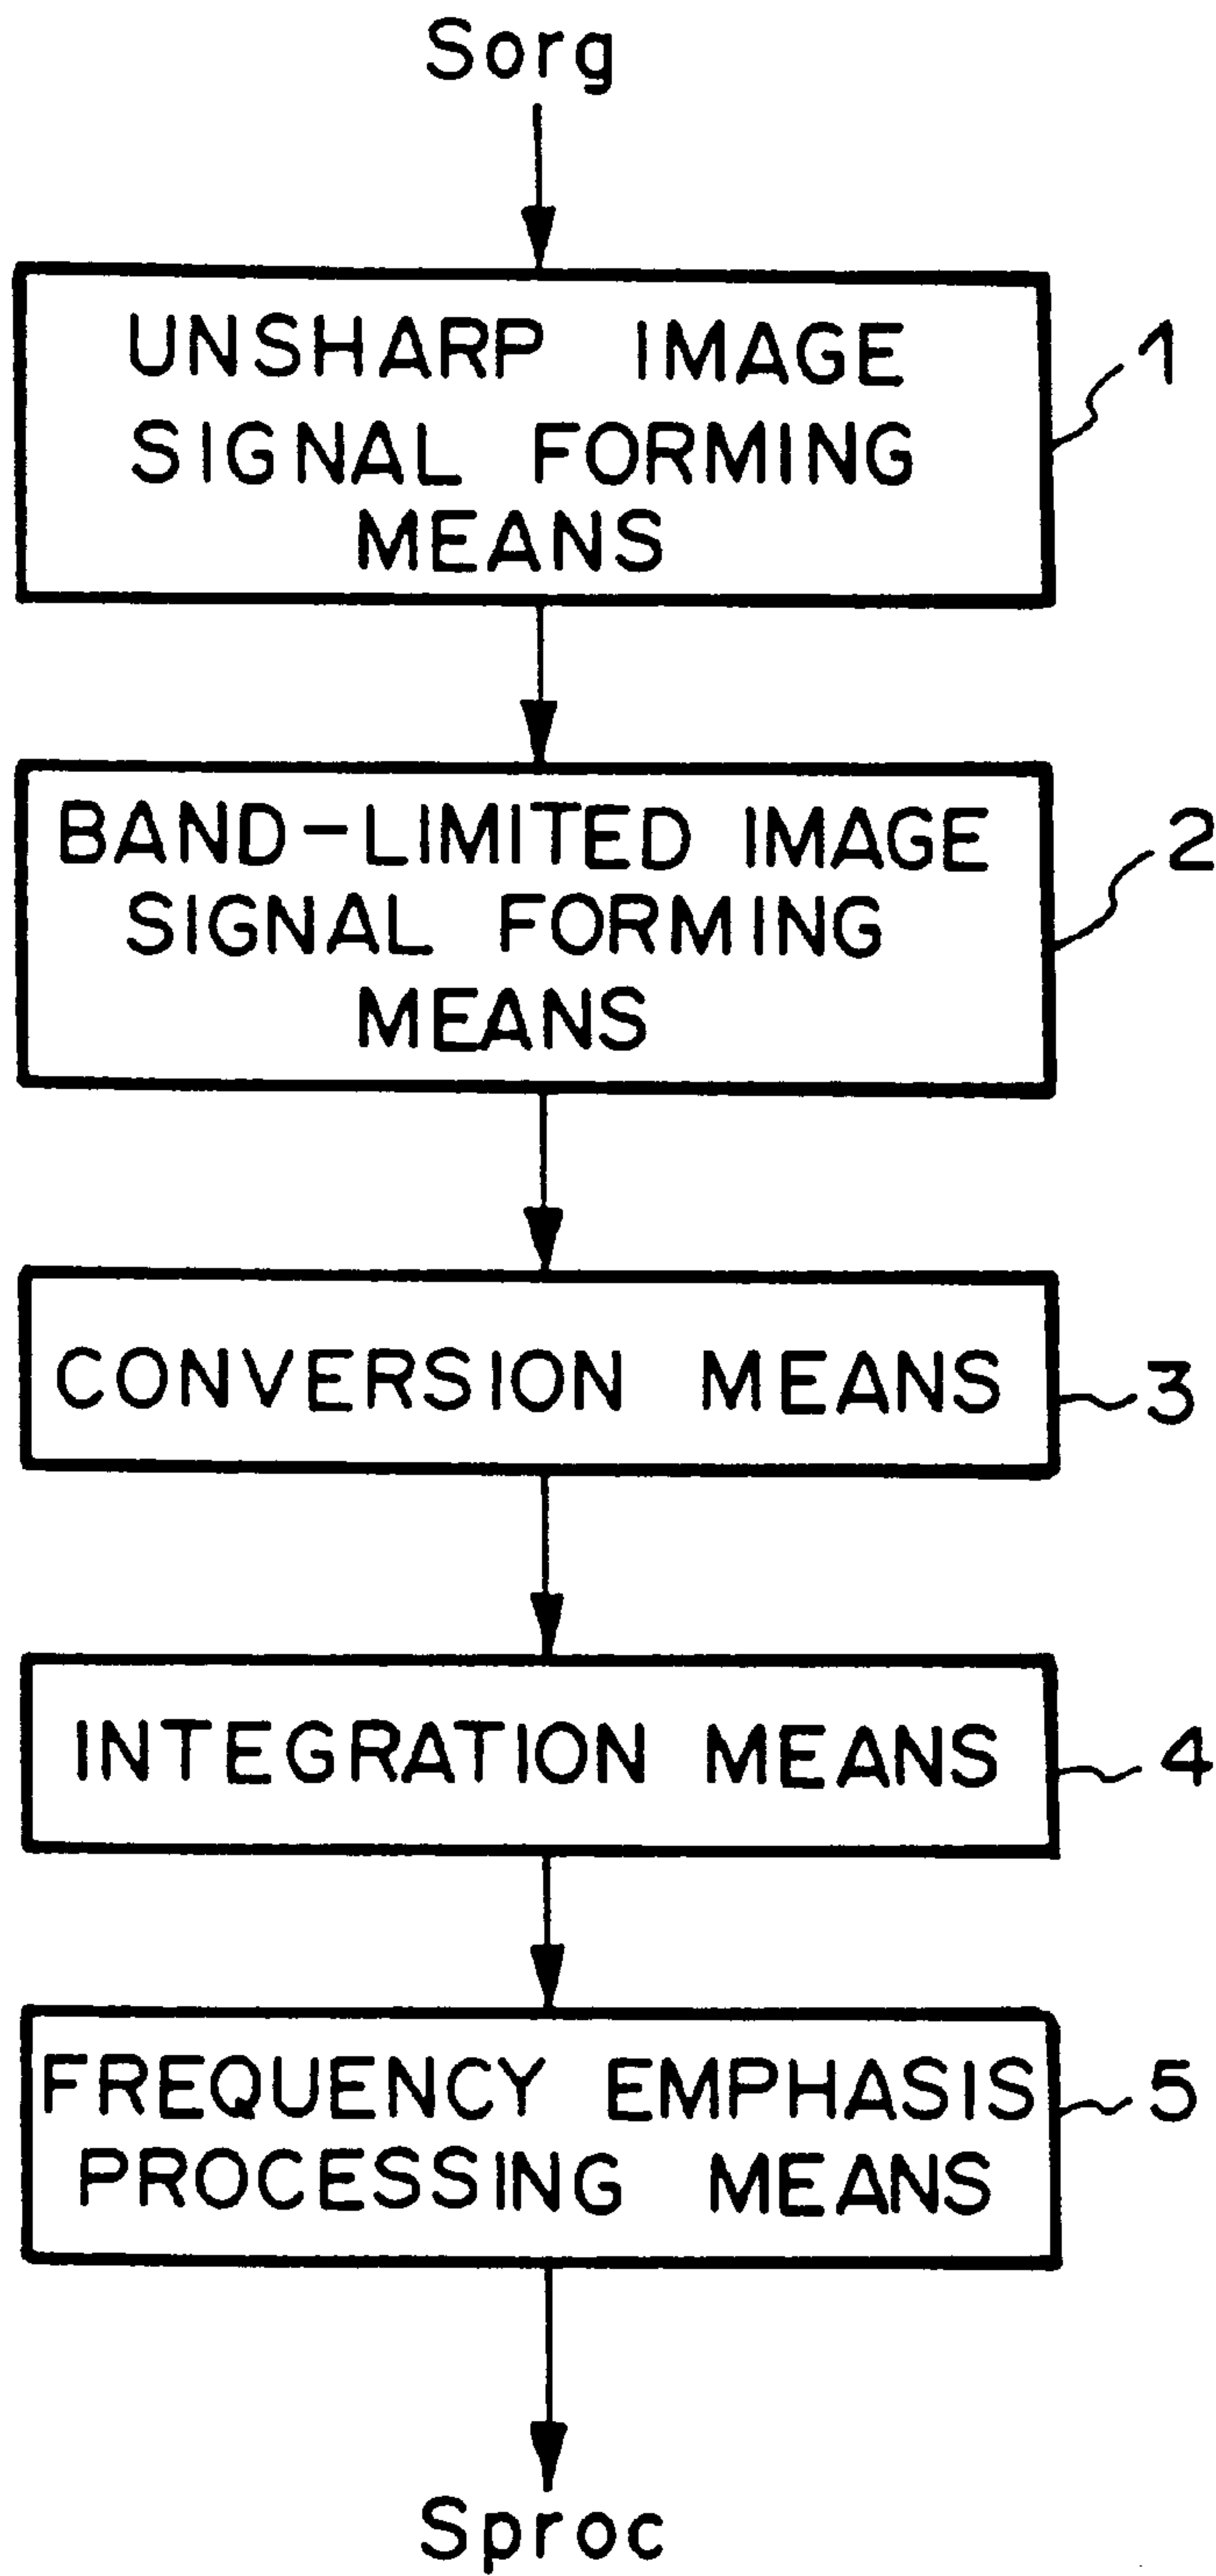 Sorg
UNSHARP IMAGE
SIGNAL FORMING
MEANS
1
BAND-LIMITED IMAGE
SIGNAL FORMING
MEANS
2
CONVERSION MEANS
3
INTEGRATION MEANS
4
FREQUENCY EMPHASIS
PROCESSING MEANS
5
Sproc